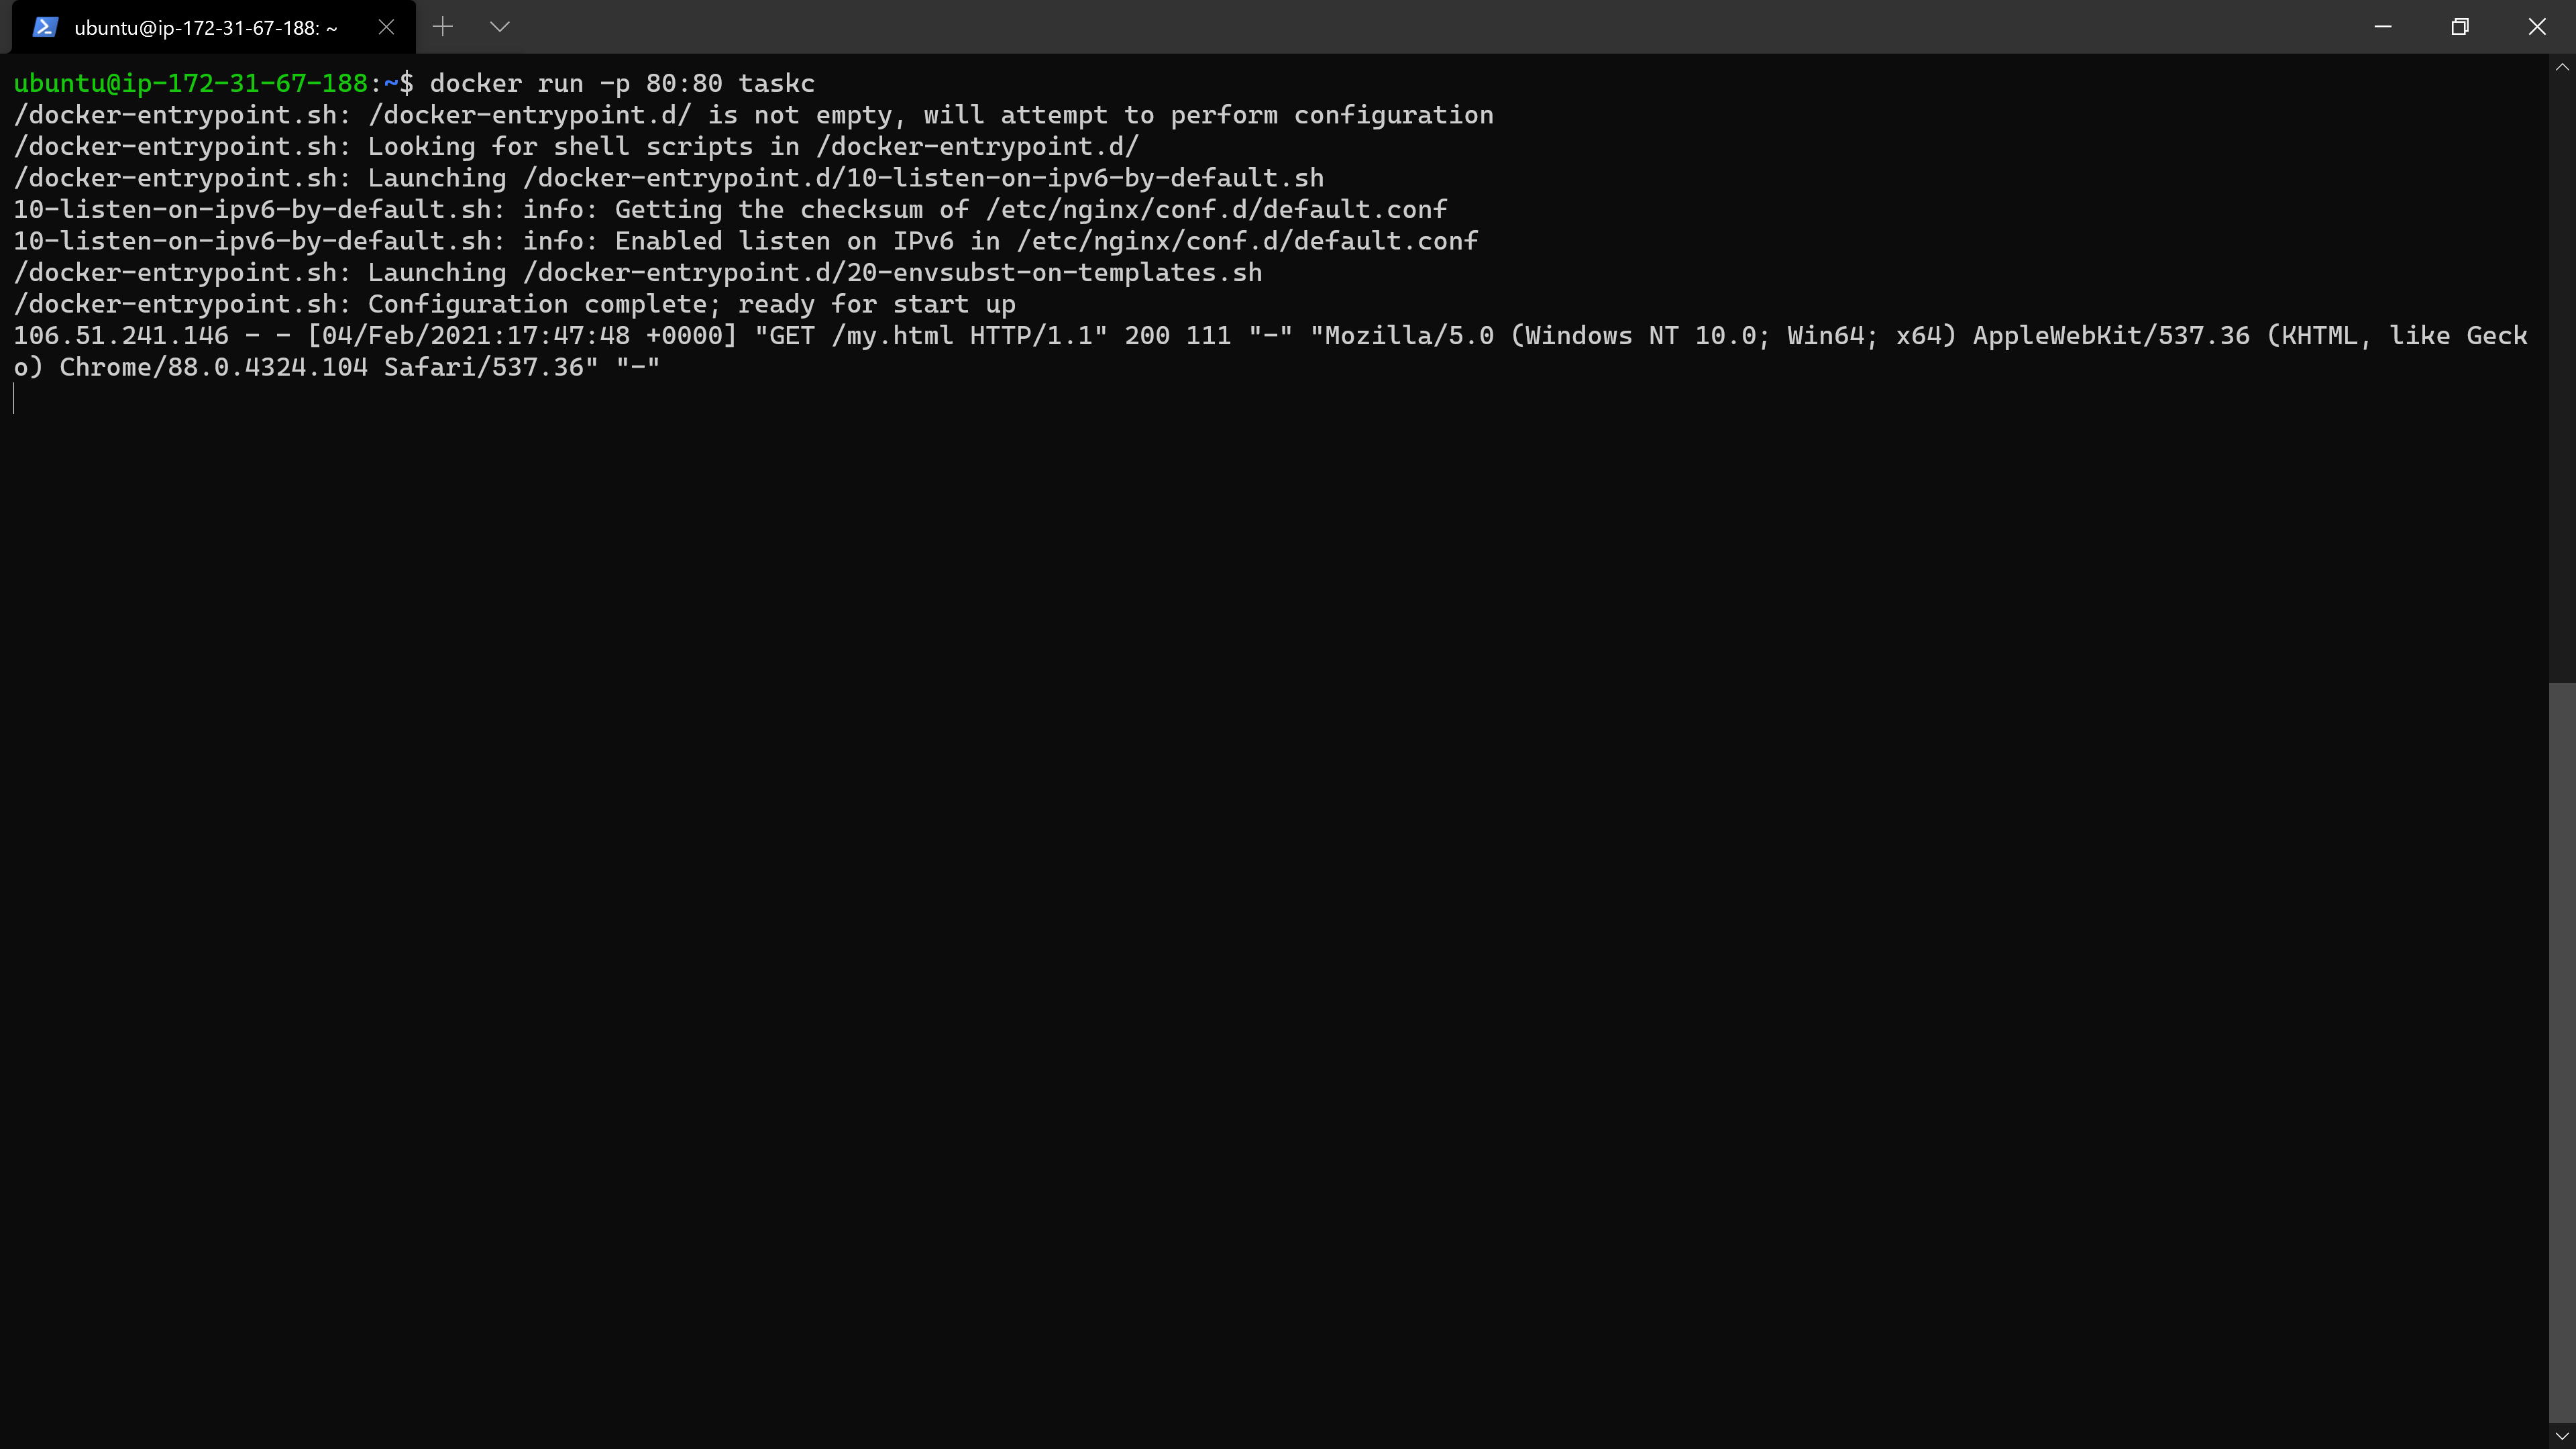 ubuntu@ip-172-31-67-188: ~
ubuntu@ip-172-31-67-188:~$ docker run -p 80:80 taskc
/docker-entrypoint.sh: /docker-entrypoint.d/ is not empty, will attempt to perform configuration
/docker-entrypoint.sh: Looking for shell scripts in /docker-entrypoint.d/
/docker-entrypoint.sh: Launching /docker-entrypoint.d/10-listen-on-ipv6-by-default.sh
10-listen-on-ipv6-by-default.sh: info: Getting the checksum of /etc/nginx/conf.d/default.conf
10-listen-on-ipv6-by-default.sh: info: Enabled listen on IPv6 in /etc/nginx/conf.d/default.conf
/docker-entrypoint.sh: Launching /docker-entrypoint.d/20-envsubst-on-templates.sh
/docker-entrypoint.sh: Configuration complete; ready for start up
106.51.241.146 - - [04/Feb/2021:17:47:48 +0000] "GET /my.html HTTP/1.1" 200 111 "-" "Mozilla/5.0 (Windows NT 10.0; Win64; x64) AppleWebKit/537.36 (KHTML, like Geck
o) Chrome/88.0.4324.104 Safari/537.36" "-"